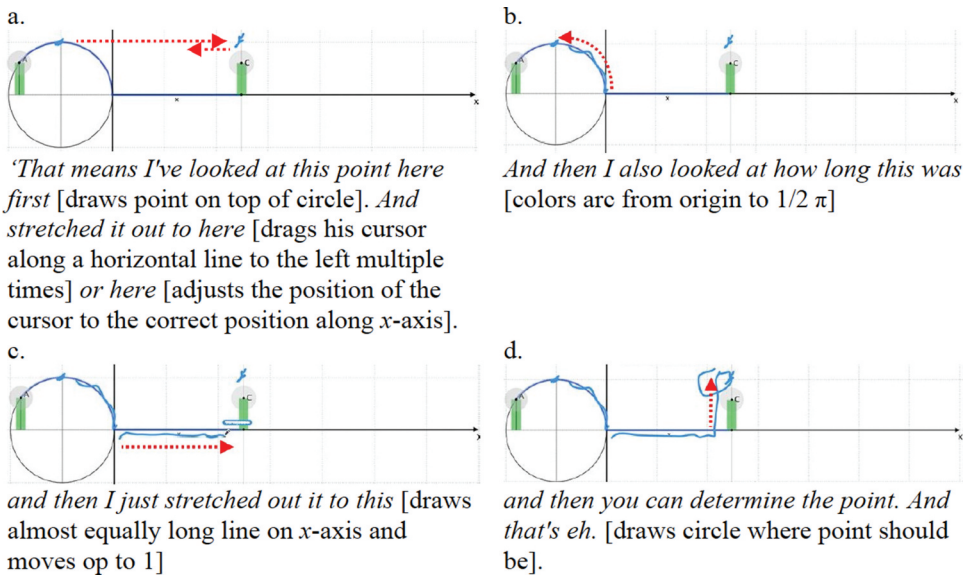 a.
A
C
x
x
'That means I've looked at this point here
first [draws point on top of circle]. And
stretched it out to here [drags his cursor
along a horizontal line to the left multiple
times] or here [adjusts the position of the
cursor to the correct position along x-axis].
b.
A
C
x
x
And then I also looked at how long this was
[colors arc from origin to 1/2 π]
c.
A
C
x
and then I just stretched out it to this [draws
almost equally long line on x-axis and
moves op to 1]
d.
A
C
x
and then you can determine the point. And
that's eh. [draws circle where point should
be].